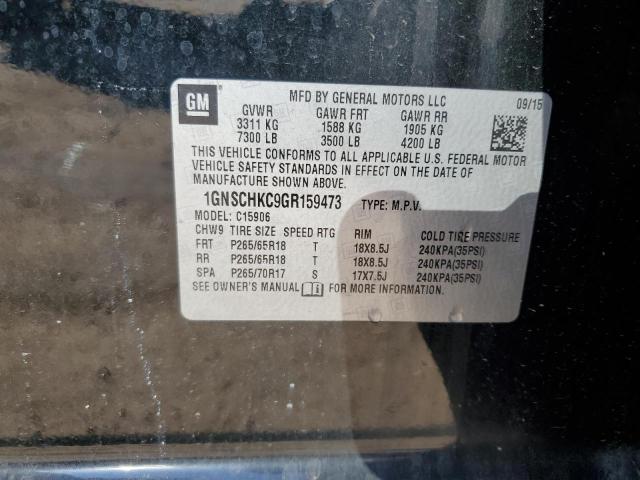 GM
MFD BY GENERAL MOTORS LLC
09/15
GVWR GAWR FRT GAWR RR
3311 KG 1588 KG 1905 KG
7300 LB 3500 LB 4200 LB
THIS VEHICLE CONFORMS TO ALL APPLICABLE U.S. FEDERAL MOTOR
VEHICLE SAFETY STANDARDS IN EFFECT ON THE DATE OF
MANUFACTURE SHOWN ABOVE.
1GNSCHKC9GR159473 TYPE: M.P.V.
MODEL: C15906
CHW9 TIRE SIZE SPEED RTG RIM COLD TIRE PRESSURE
FRT P265/65R18 T 18X8.5J 240KPA(35PSI)
RR P265/65R18 T 18X8.5J 240KPA(35PSI)
SPA P265/70R17 S 17X7.5J 240KPA(35PSI)
SEE OWNER'S MANUAL